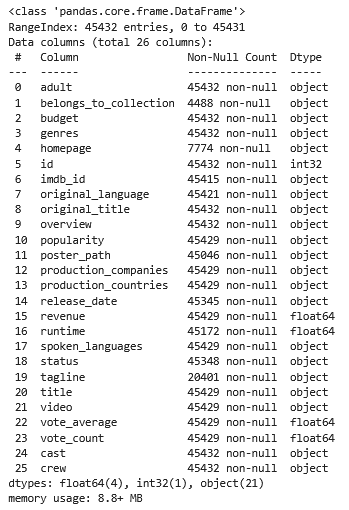 <class 'pandas.core.frame.DataFrame'>
RangeIndex: 45432 entries, 0 to 45431
Data columns (total 26 columns):
 #   Column                 Non-Null Count  Dtype
---  ------                 --------------  -----
 0   adult                  45432 non-null  object
 1   belongs_to_collection  4488 non-null   object
 2   budget                 45432 non-null  object
 3   genres                 45432 non-null  object
 4   homepage               7774 non-null   object
 5   id                     45432 non-null  int32
 6   imdb_id                45415 non-null  object
 7   original_language      45421 non-null  object
 8   original_title         45432 non-null  object
 9   overview               45432 non-null  object
 10  popularity             45429 non-null  object
 11  poster_path            45046 non-null  object
 12  production_companies   45429 non-null  object
 13  production_countries   45429 non-null  object
 14  release_date           45345 non-null  object
 15  revenue                45429 non-null  float64
 16  runtime                45172 non-null  float64
 17  spoken_languages       45429 non-null  object
 18  status                 45348 non-null  object
 19  tagline                20401 non-null  object
 20  title                  45429 non-null  object
 21  video                  45429 non-null  object
 22  vote_average           45429 non-null  float64
 23  vote_count             45429 non-null  float64
 24  cast                   45432 non-null  object
 25  crew                   45432 non-null  object
dtypes: float64(4), int32(1), object(21)
memory usage: 8.8+ MB